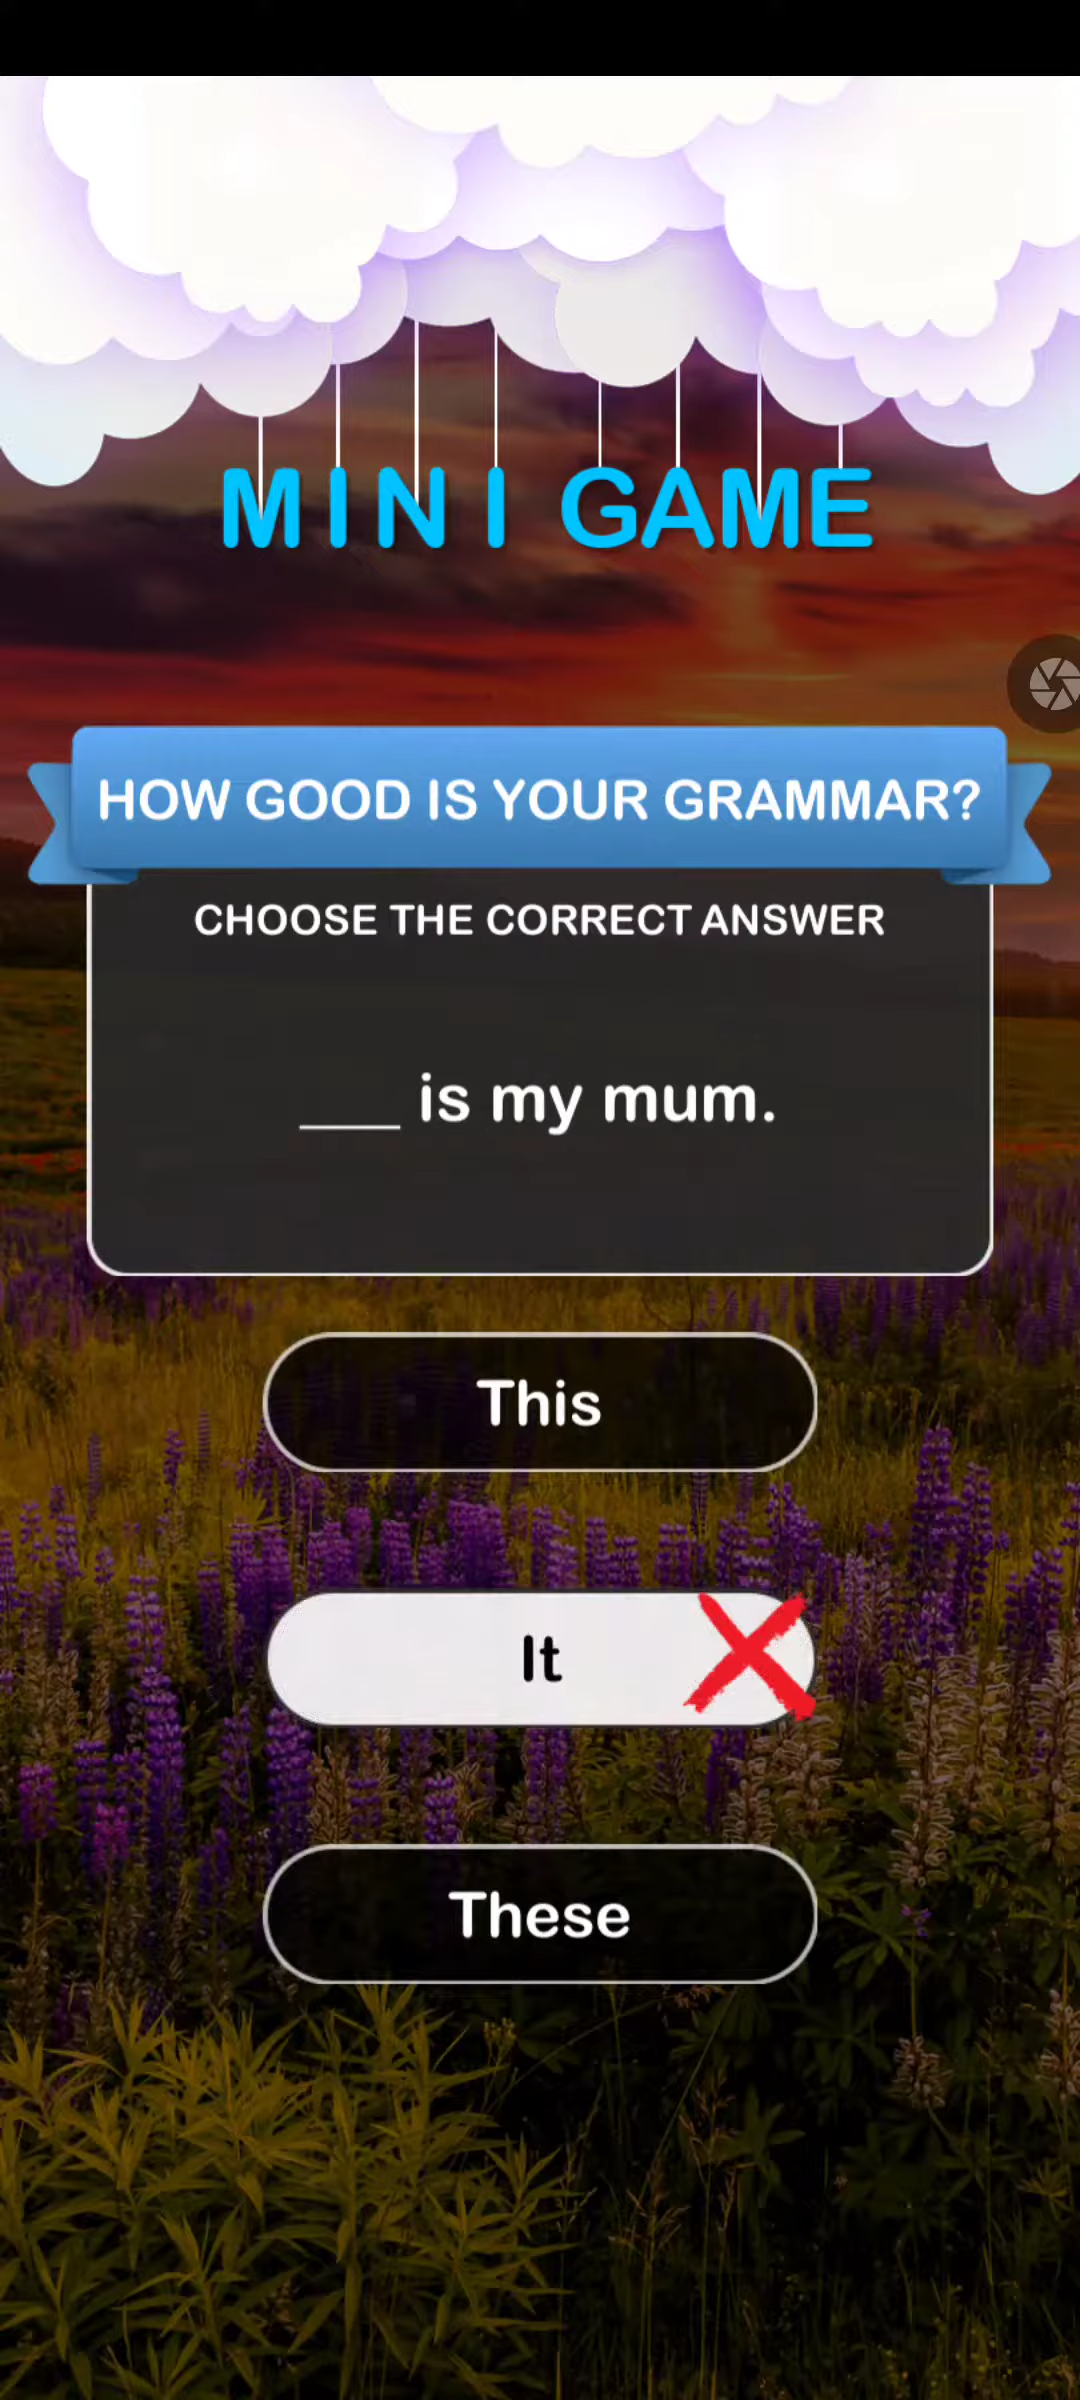 MINI GAME
HOW GOOD IS YOUR GRAMMAR?
CHOOSE THE CORRECT ANSWER
___ is my mum.
This
It
These